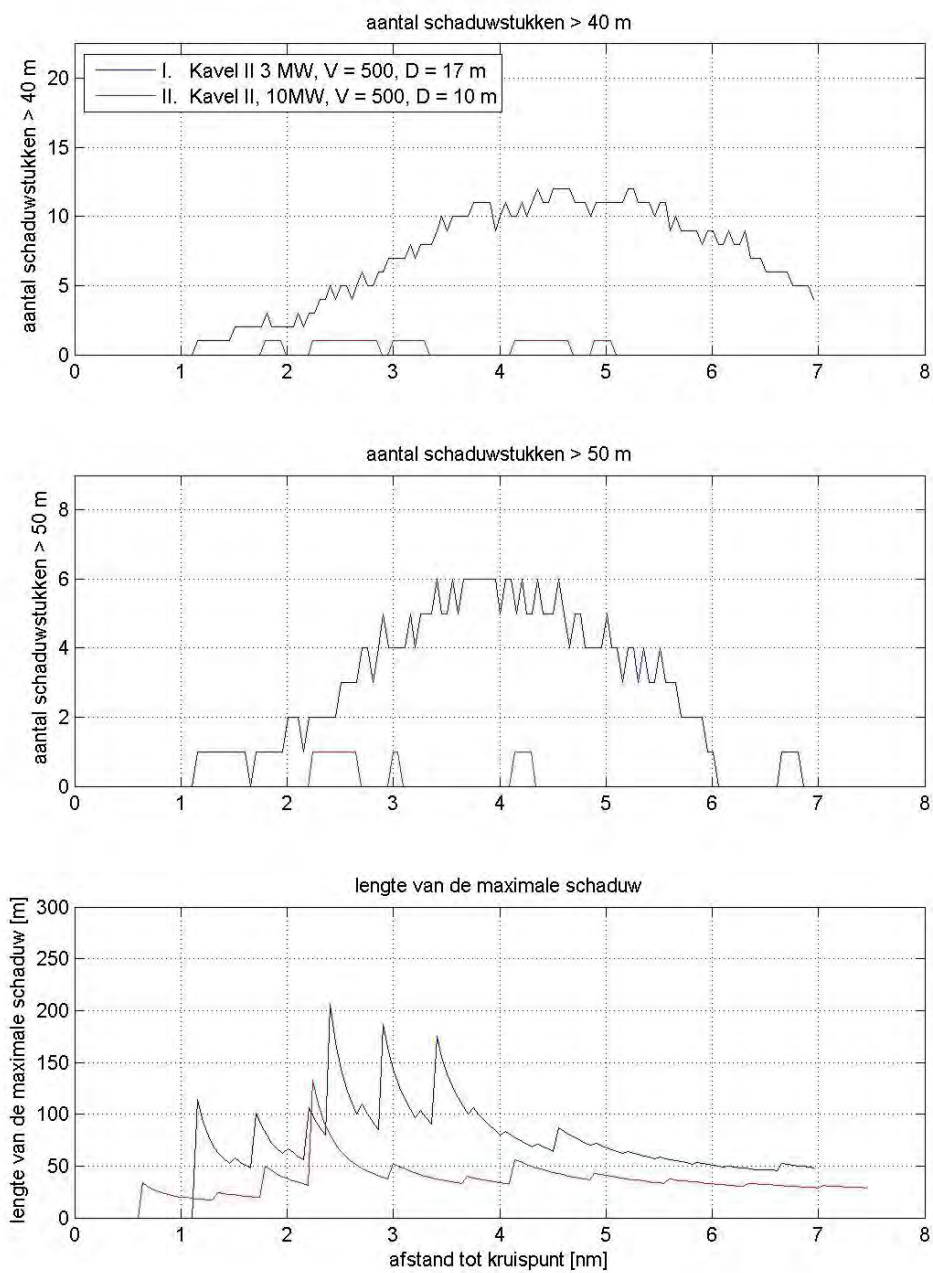 aantal schaduwstukken > 40 m
aantal schaduwstukken > 40 m
I. Kavel II 3 MW, V = 500, D = 17 m
II. Kavel II, 10MW, V = 500, D = 10 m
20
15
10
5
0
0 1 2 3 4 5 6 7 8
aantal schaduwstukken > 50 m
aantal schaduwstukken > 50 m
8
6
4
2
0
0 1 2 3 4 5 6 7 8
lengte van de maximale schaduw
lengte van de maximale schaduw [m]
300
250
200
150
100
50
0
0 1 2 3 4 5 6 7 8
afstand tot kruispunt [nm]